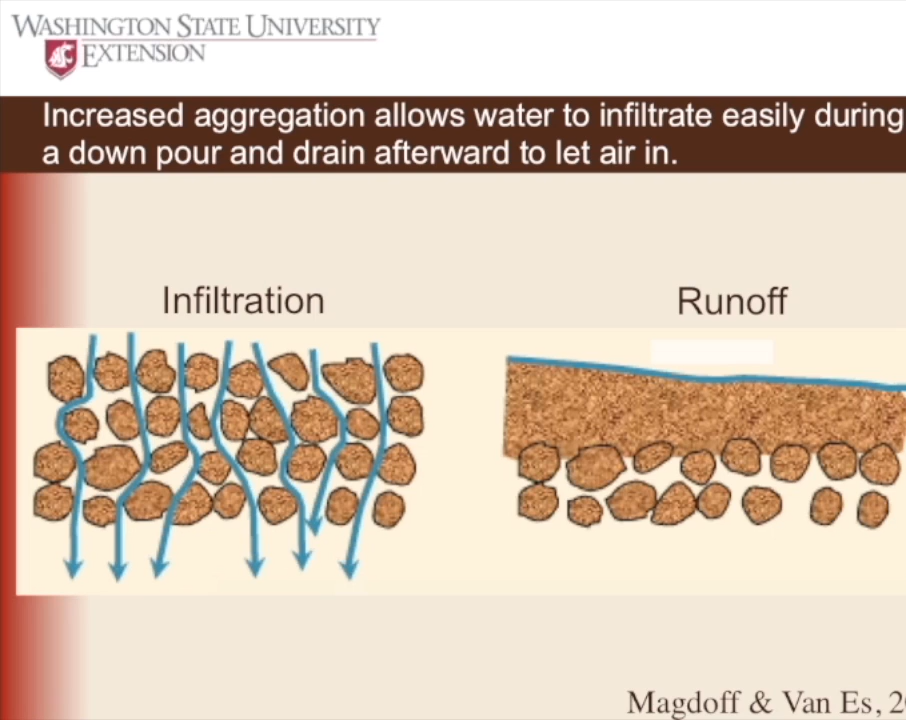 WASHINGTON STATE UNIVERSITY
EXTENSION
Increased aggregation allows water to infiltrate easily during
a down pour and drain afterward to let air in.
Infiltration
Runoff
Magdoff & Van Es,